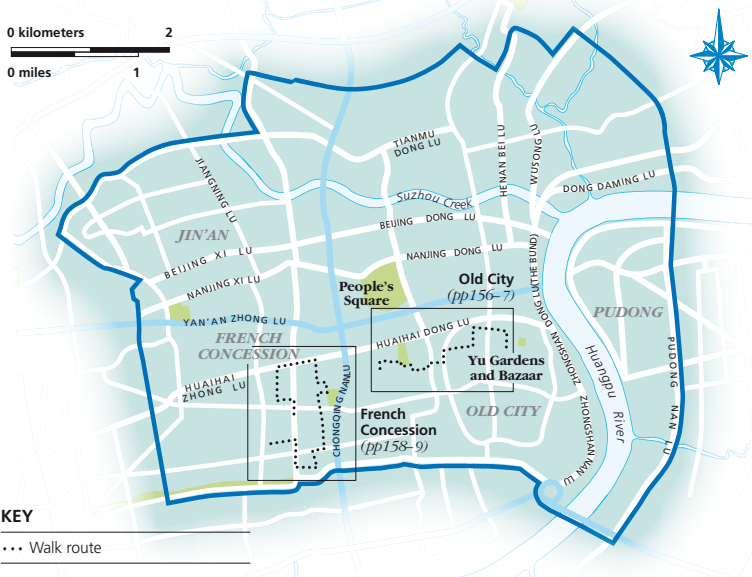 0 kilometers 2
0 miles 1
TIANMU
DONG LU
HENAN BEI LU
WUSONG LU
DONG DAMING LU
JIANGNING LU
Suzhou Creek
BEIJING DONG LU
JIN'AN
BEIJING XI LU
NANJING DONG LU
NANJING XI LU
People's
Square
Old City
(pp156–7)
ZHONGSHAN DONG LU (THE BUND)
PUDONG
YAN'AN ZHONG LU
FRENCH
CONCESSION
HUAIHAI DONG LU
Yu Gardens
and Bazaar
Huangpu River
PUDONG NAN LU
HUAIHAI
ZHONG LU
CHONGQING NANLU
French
Concession
(pp158–9)
OLD CITY
ZHONGSHAN NAN LU
KEY
Walk route